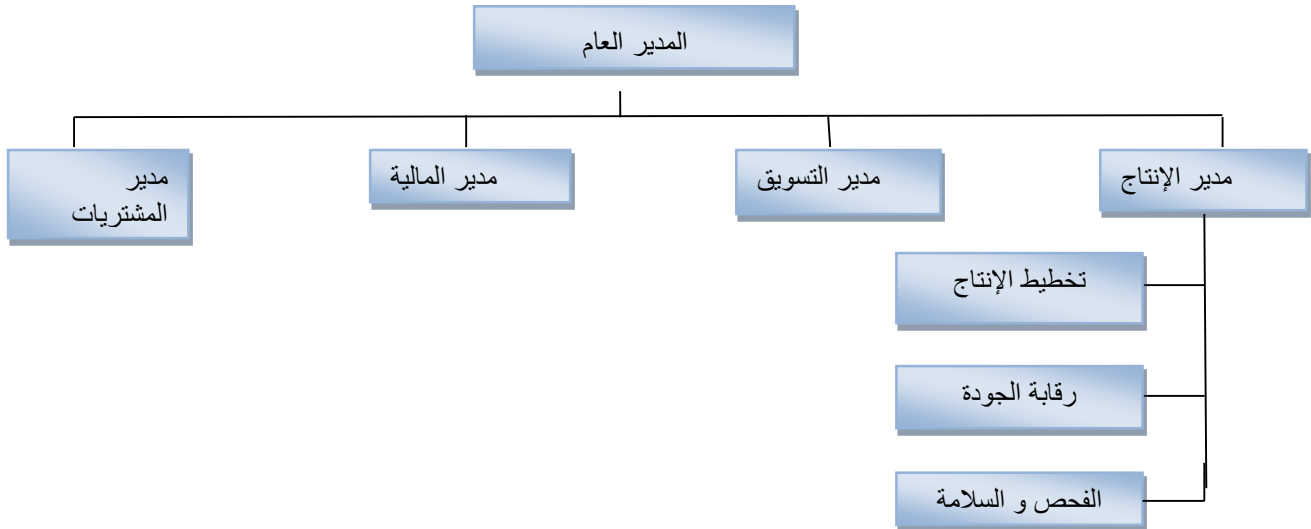 المدير العام
مدير الإنتاج
مدير التسويق
مدير المالية
مدير
المشتريات
تخطيط الإنتاج
رقابة الجودة
الفحص و السلامة